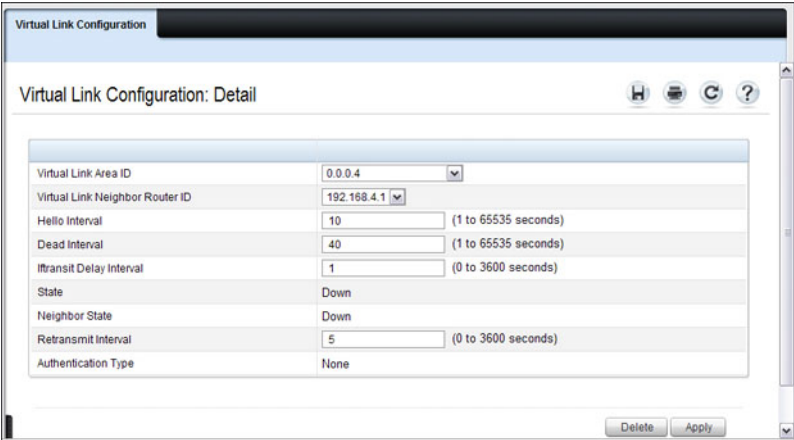 Virtual Link Configuration
Virtual Link Configuration: Detail
Virtual Link Area ID 0.0.0.4
Virtual Link Neighbor Router ID 192.168.4.1
Hello Interval 10 (1 to 65535 seconds)
Dead Interval 40 (1 to 65535 seconds)
Iftransit Delay Interval 1 (0 to 3600 seconds)
State Down
Neighbor State Down
Retransmit Interval 5 (0 to 3600 seconds)
Authentication Type None
Delete Apply